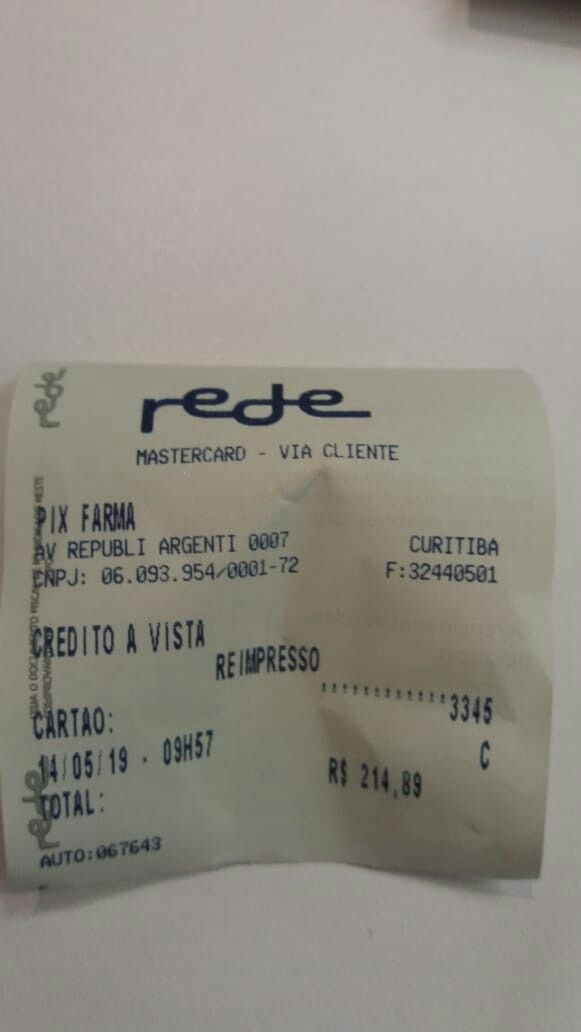 rede
MASTERCARD - VIA CLIENTE
PIX FARMA
AV REPUBLI ARGENTI 0007 CURITIBA
CNPJ: 06.093.954/0001-72 F:32440501
CREDITO A VISTA
REIMPRESSO
CARTAO: ************3345
14/05/19 - 09H57 C
TOTAL: R$ 214,89
AUTO:067643
rede
rede